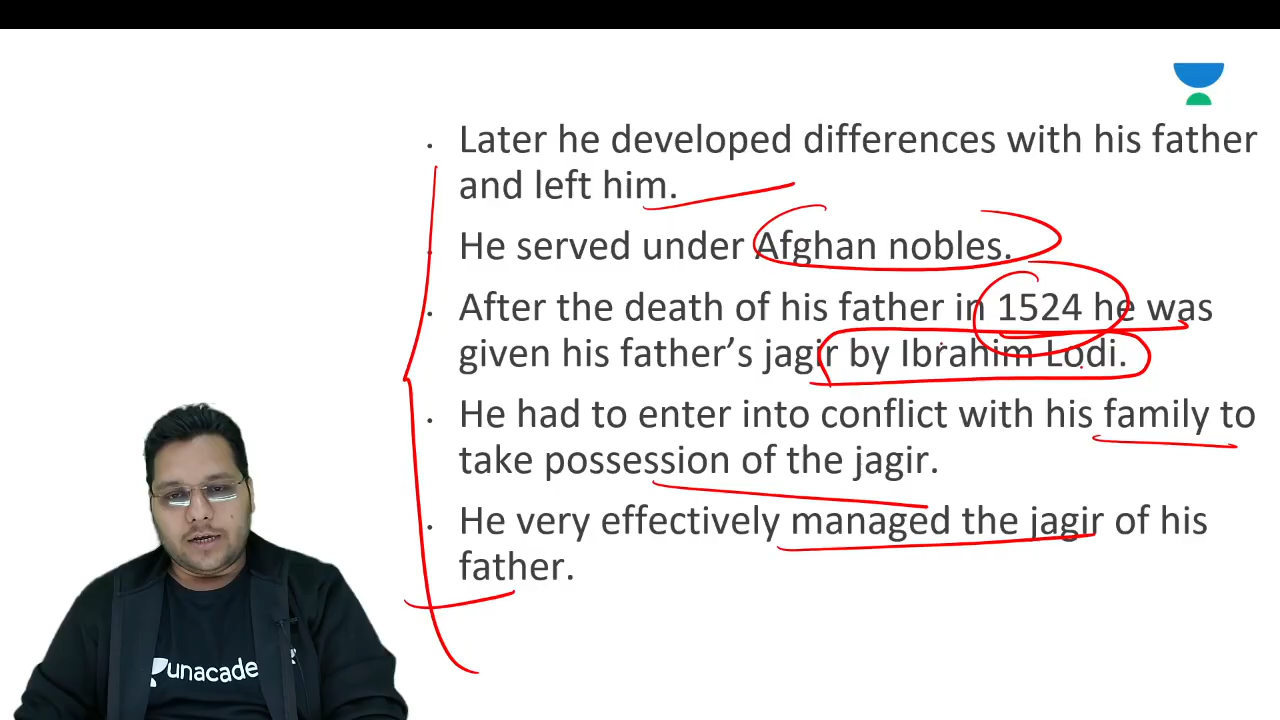 Later he developed differences with his father
and left him.
He served under Afghan nobles.
After the death of his father in 1524 he was
given his father’s jagir by Ibrahim Lodi.
He had to enter into conflict with his family to
take possession of the jagir.
He very effectively managed the jagir of his
father.
unacade